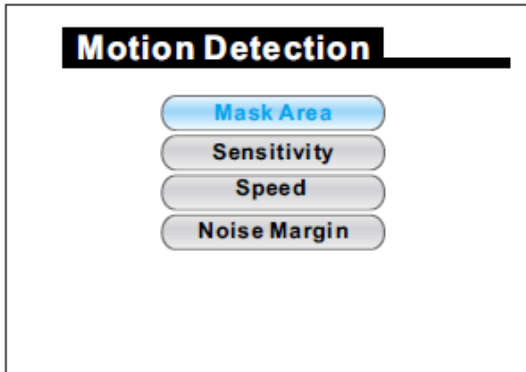 Motion Detection
Mask Area
Sensitivity
Speed
Noise Margin